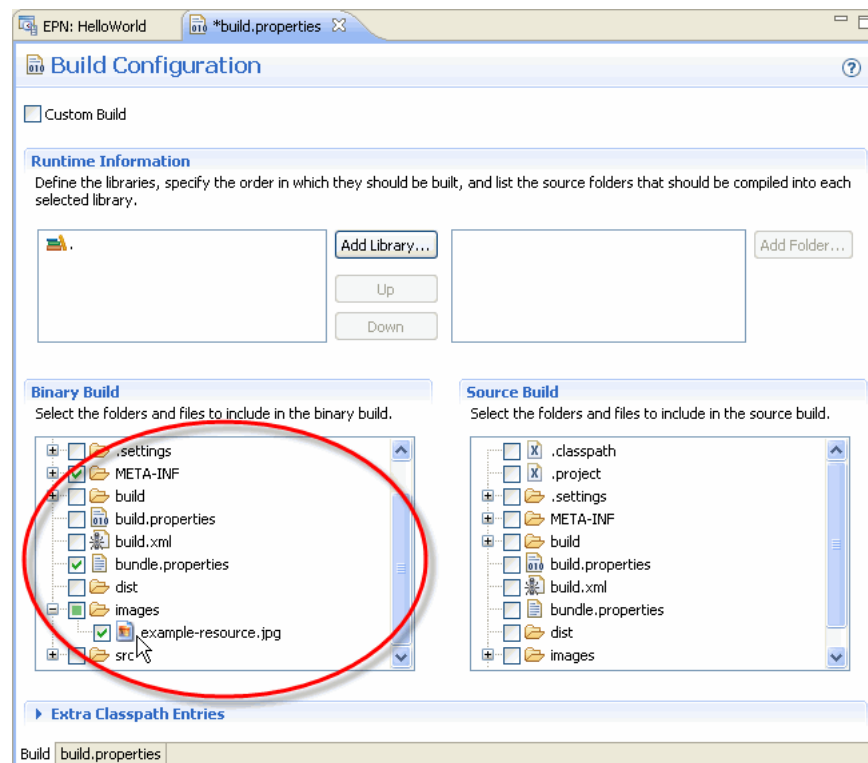 EPN: HelloWorld
*build.properties
Build Configuration
Custom Build
Runtime Information
Define the libraries, specify the order in which they should be built, and list the source folders that should be compiled into each
selected library.
.
Add Library...
Add Folder...
Up
Down
Binary Build
Select the folders and files to include in the binary build.
.settings
META-INF
build
build.properties
build.xml
bundle.properties
dist
images
example-resource.jpg
src
Source Build
Select the folders and files to include in the source build.
.classpath
.project
.settings
META-INF
build
build.properties
build.xml
bundle.properties
dist
images
Extra Classpath Entries
Build build.properties